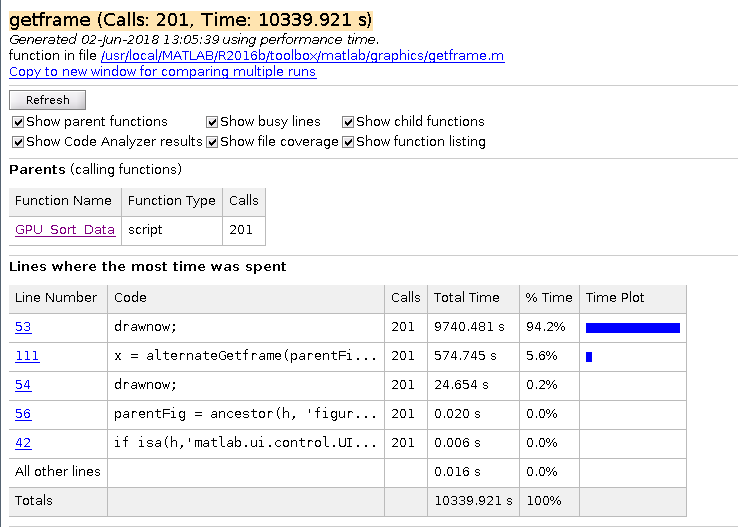 getframe (Calls: 201, Time: 10339.921 s)
Generated 02-Jun-2018 13:05:39 using performance time.
function in file /usr/local/MATLAB/R2016b/toolbox/matlab/graphics/getframe.m
Copy to new window for comparing multiple runs
Refresh
Show parent functions Show busy lines Show child functions
Show Code Analyzer results Show file coverage Show function listing
Parents (calling functions)
Function Name Function Type Calls
GPU_Sort_Data script 201
Lines where the most time was spent
Line Number Code Calls Total Time % Time Time Plot
53 drawnow; 201 9740.481 s 94.2%
111 x = alternateGetframe(parentFi... 201 574.745 s 5.6%
54 drawnow; 201 24.654 s 0.2%
56 parentFig = ancestor(h, 'figur... 201 0.020 s 0.0%
42 if isa(h,'matlab.ui.control.UI... 201 0.006 s 0.0%
All other lines 0.016 s 0.0%
Totals 10339.921 s 100%